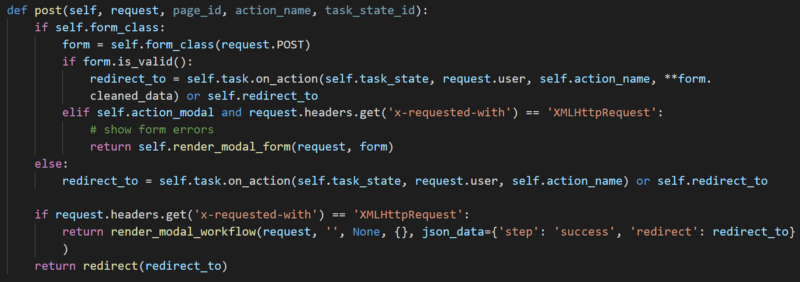 def post(self, request, page_id, action_name, task_state_id):
    if self.form_class:
        form = self.form_class(request.POST)
        if form.is_valid():
            redirect_to = self.task.on_action(self.task_state, request.user, self.action_name, **form.
            cleaned_data) or self.redirect_to
        elif self.action_modal and request.headers.get('x-requested-with') == 'XMLHttpRequest':
            # show form errors
            return self.render_modal_form(request, form)
    else:
        redirect_to = self.task.on_action(self.task_state, request.user, self.action_name) or self.redirect_to

    if request.headers.get('x-requested-with') == 'XMLHttpRequest':
        return render_modal_workflow(request, '', None, {}, json_data={'step': 'success', 'redirect': redirect_to}
        )
    return redirect(redirect_to)